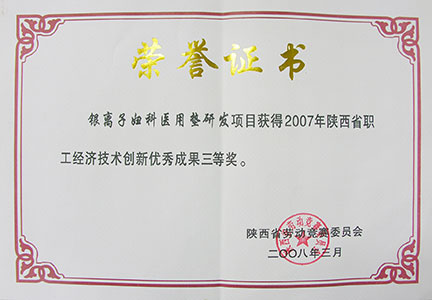 荣誉证书
银离子妇科医用垫研发项目获得2007年陕西省职
工经济技术创新优秀成果三等奖。
陕西省劳动竞赛委员会
二〇〇八年三月